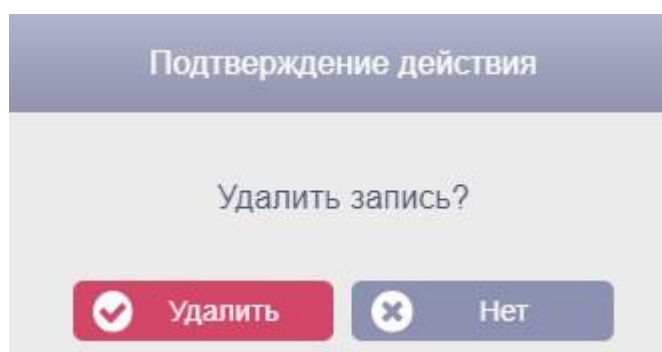 Подтверждение действия
Удалить запись?
Удалить
Нет